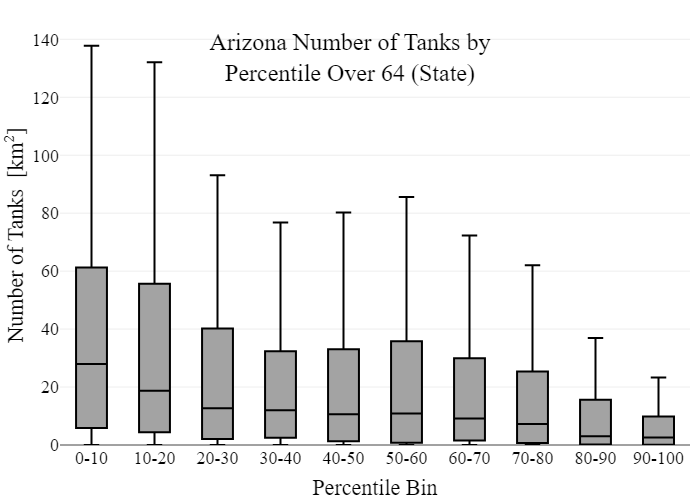 Arizona Number of Tanks by
Percentile Over 64 (State)
Number of Tanks [km²]
140
120
100
80
60
40
20
0
0-10 10-20 20-30 30-40 40-50 50-60 60-70 70-80 80-90 90-100
Percentile Bin